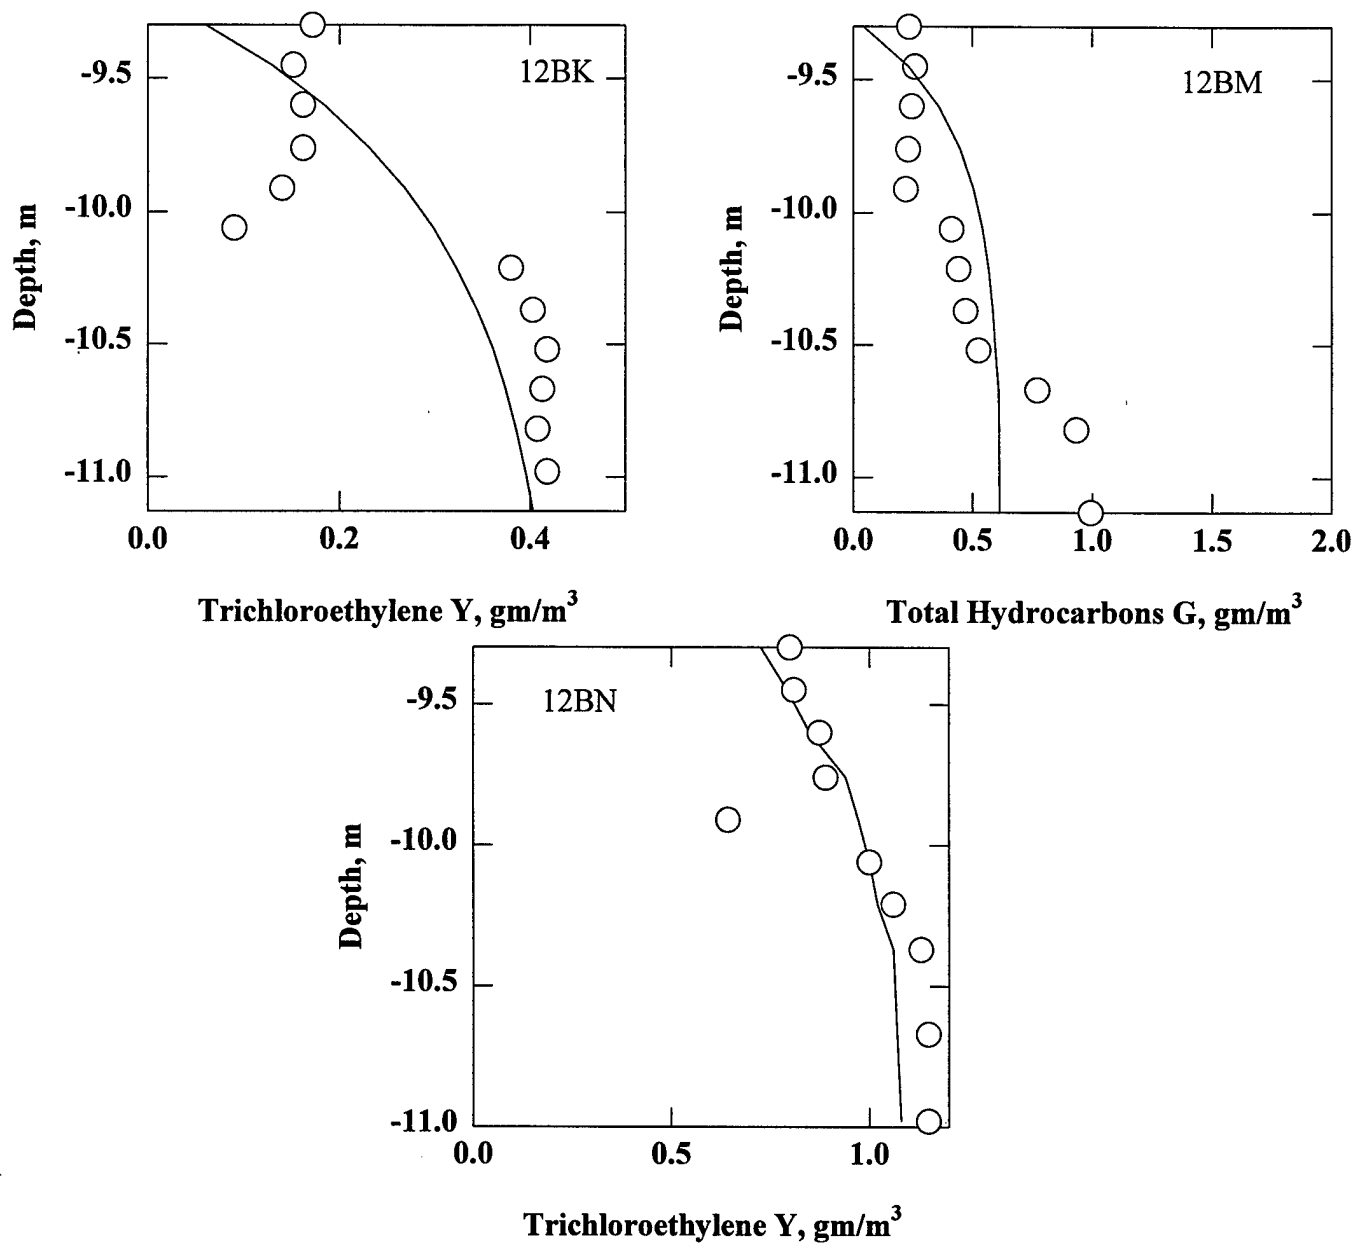 12BK
-9.5
-10.0
-10.5
-11.0
Depth, m
0.0 0.2 0.4
Trichloroethylene Y, gm/m³
12BM
-9.5
-10.0
-10.5
-11.0
Depth, m
0.0 0.5 1.0 1.5 2.0
Total Hydrocarbons G, gm/m³
12BN
-9.5
-10.0
-10.5
-11.0
Depth, m
0.0 0.5 1.0
Trichloroethylene Y, gm/m³